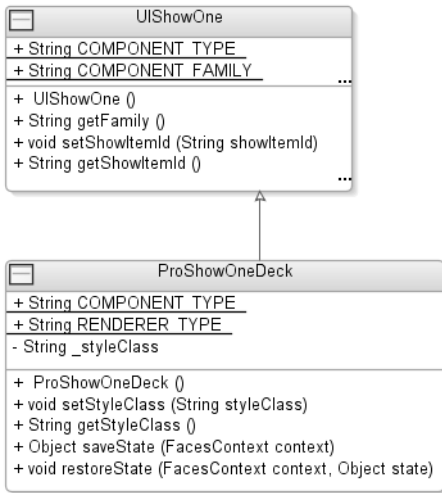 UIShowOne
+ String COMPONENT_TYPE
+ String COMPONENT_FAMILY
...
+ UIShowOne ()
+ String getFamily ()
+ void setShowItemId (String showItemId)
+ String getShowItemId ()
...
ProShowOneDeck
+ String COMPONENT_TYPE
+ String RENDERER_TYPE
- String _styleClass
+ ProShowOneDeck ()
+ void setStyleClass (String styleClass)
+ String getStyleClass ()
+ Object saveState (FacesContext context)
+ void restoreState (FacesContext context, Object state)